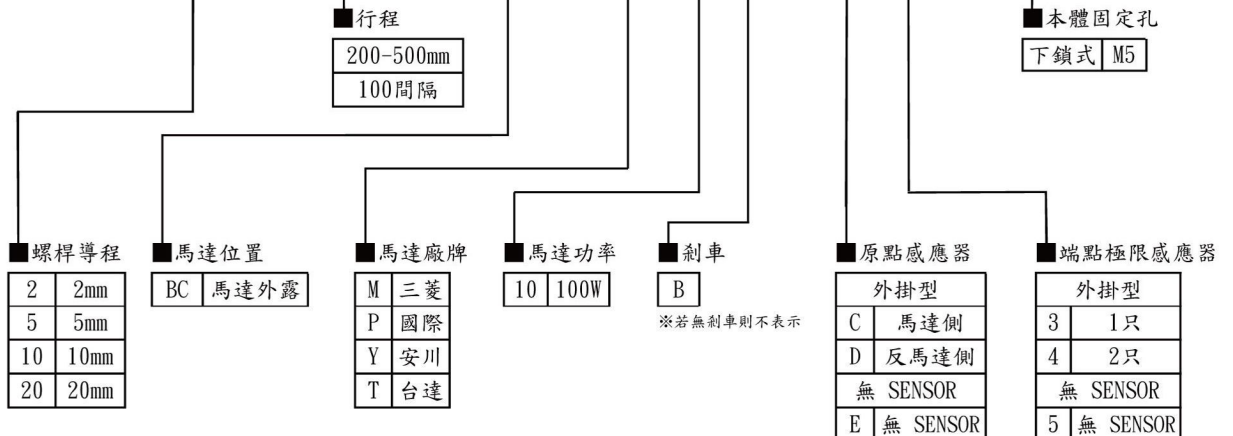 ■行程
200-500mm
100間隔
■本體固定孔
下鎖式 M5
■螺桿導程
2 2mm
5 5mm
10 10mm
20 20mm
■馬達位置
BC 馬達外露
■馬達廠牌
M 三菱
P 國際
Y 安川
T 台達
■馬達功率
10 100W
■剎車
B
※若無剎車則不表示
■原點感應器
外掛型
C 馬達側
D 反馬達側
無 SENSOR
E 無 SENSOR
■端點極限感應器
外掛型
3 1只
4 2只
無 SENSOR
5 無 SENSOR